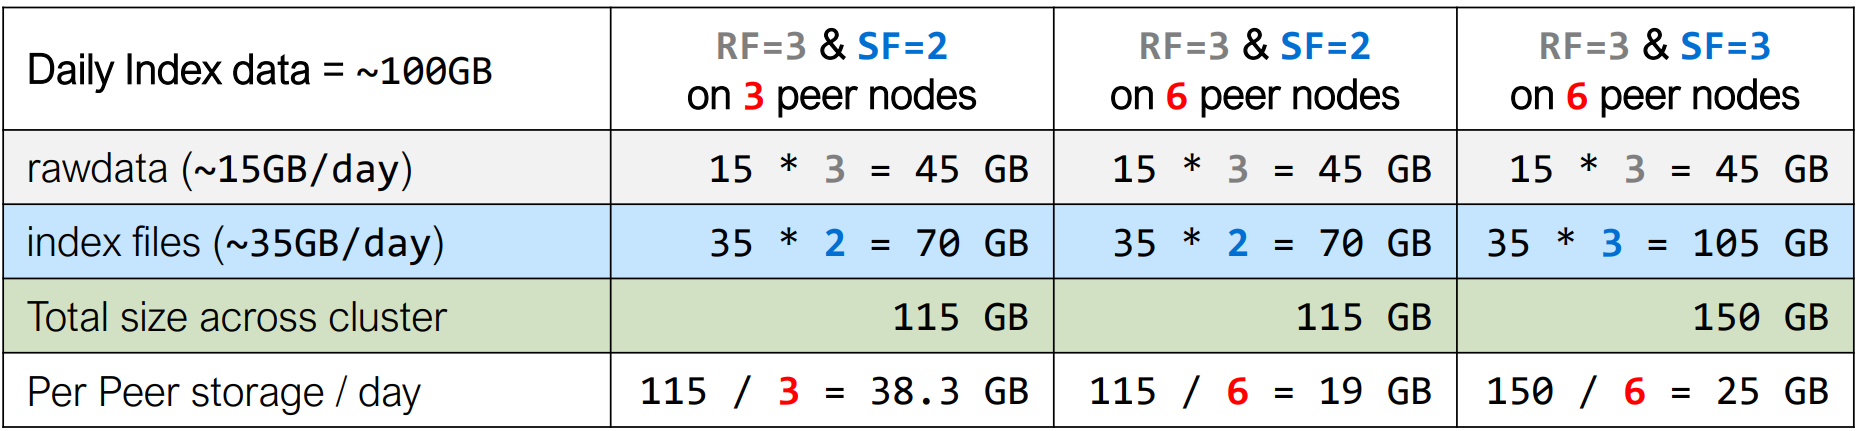 Daily Index data = ~100GB
RF=3 & SF=2
on 3 peer nodes
RF=3 & SF=2
on 6 peer nodes
RF=3 & SF=3
on 6 peer nodes
rawdata (~15GB/day)
15 * 3 = 45 GB
15 * 3 = 45 GB
15 * 3 = 45 GB
index files (~35GB/day)
35 * 2 = 70 GB
35 * 2 = 70 GB
35 * 3 = 105 GB
Total size across cluster
115 GB
115 GB
150 GB
Per Peer storage / day
115 / 3 = 38.3 GB
115 / 6 = 19 GB
150 / 6 = 25 GB